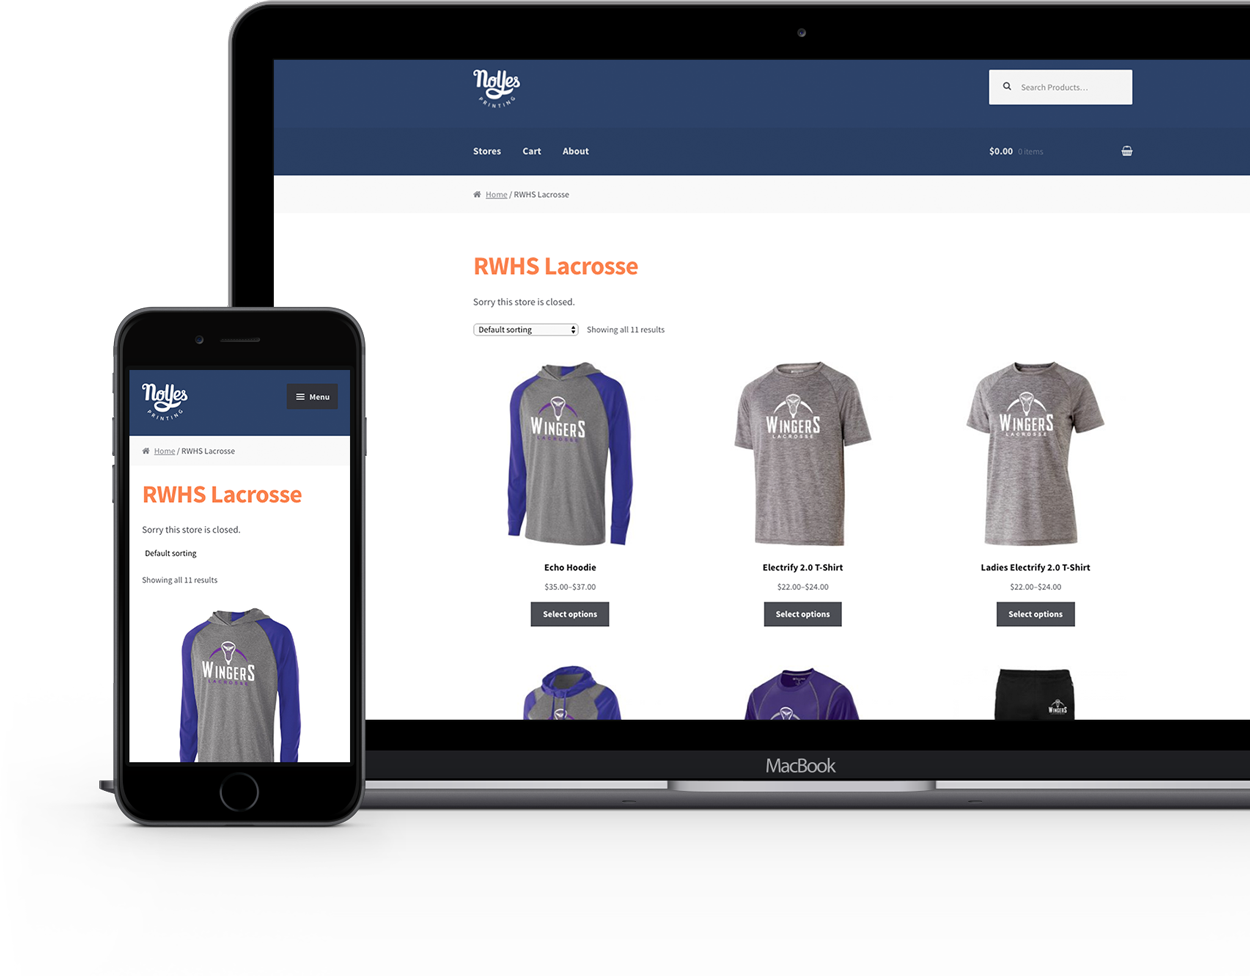 Noyes
PRINTING
Search Products…
Stores
Cart
About
$0.00 0 items
Home / RWHS Lacrosse
RWHS Lacrosse
Sorry this store is closed.
Default sorting
Showing all 11 results
WINGERS
LACROSSE
WINGERS
LACROSSE
WINGERS
LACROSSE
Echo Hoodie
$35.00–$37.00
Select options
Electrify 2.0 T-Shirt
$22.00–$24.00
Select options
Ladies Electrify 2.0 T-Shirt
$22.00–$24.00
Select options
WINGERS
MacBook
Noyes
PRINTING
Menu
Home / RWHS Lacrosse
RWHS Lacrosse
Sorry this store is closed.
Default sorting
Showing all 11 results
WINGERS
LACROSSE